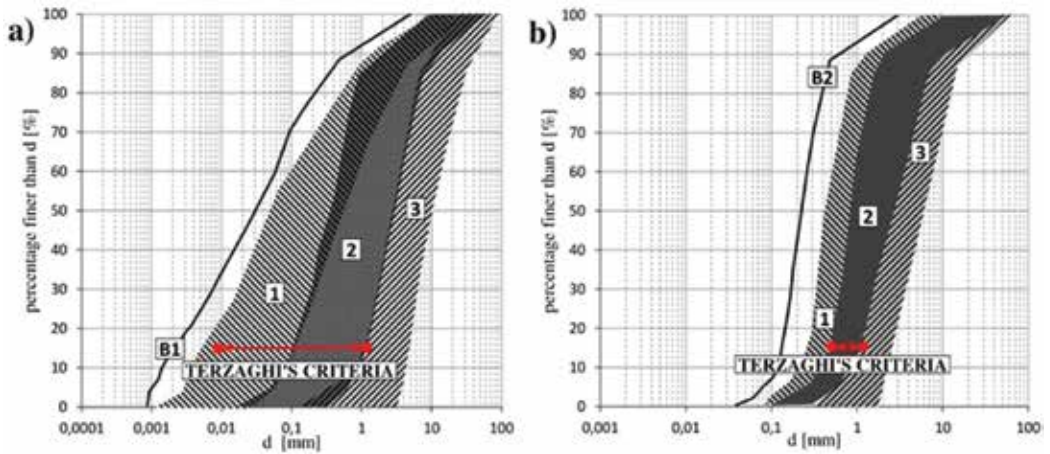 a)
percentage finer than d [%]
100
90
80
70
60
50
40
30
20
10
0
B1
1
2
3
TERZAGHI'S CRITERIA
0,0001 0,001 0,01 0,1 1 10 100
d [mm]
b)
percentage finer than d [%]
100
90
80
70
60
50
40
30
20
10
0
B2
1
2
3
TERZAGHI'S CRITERIA
0,001 0,01 0,1 1 10 100
d [mm]